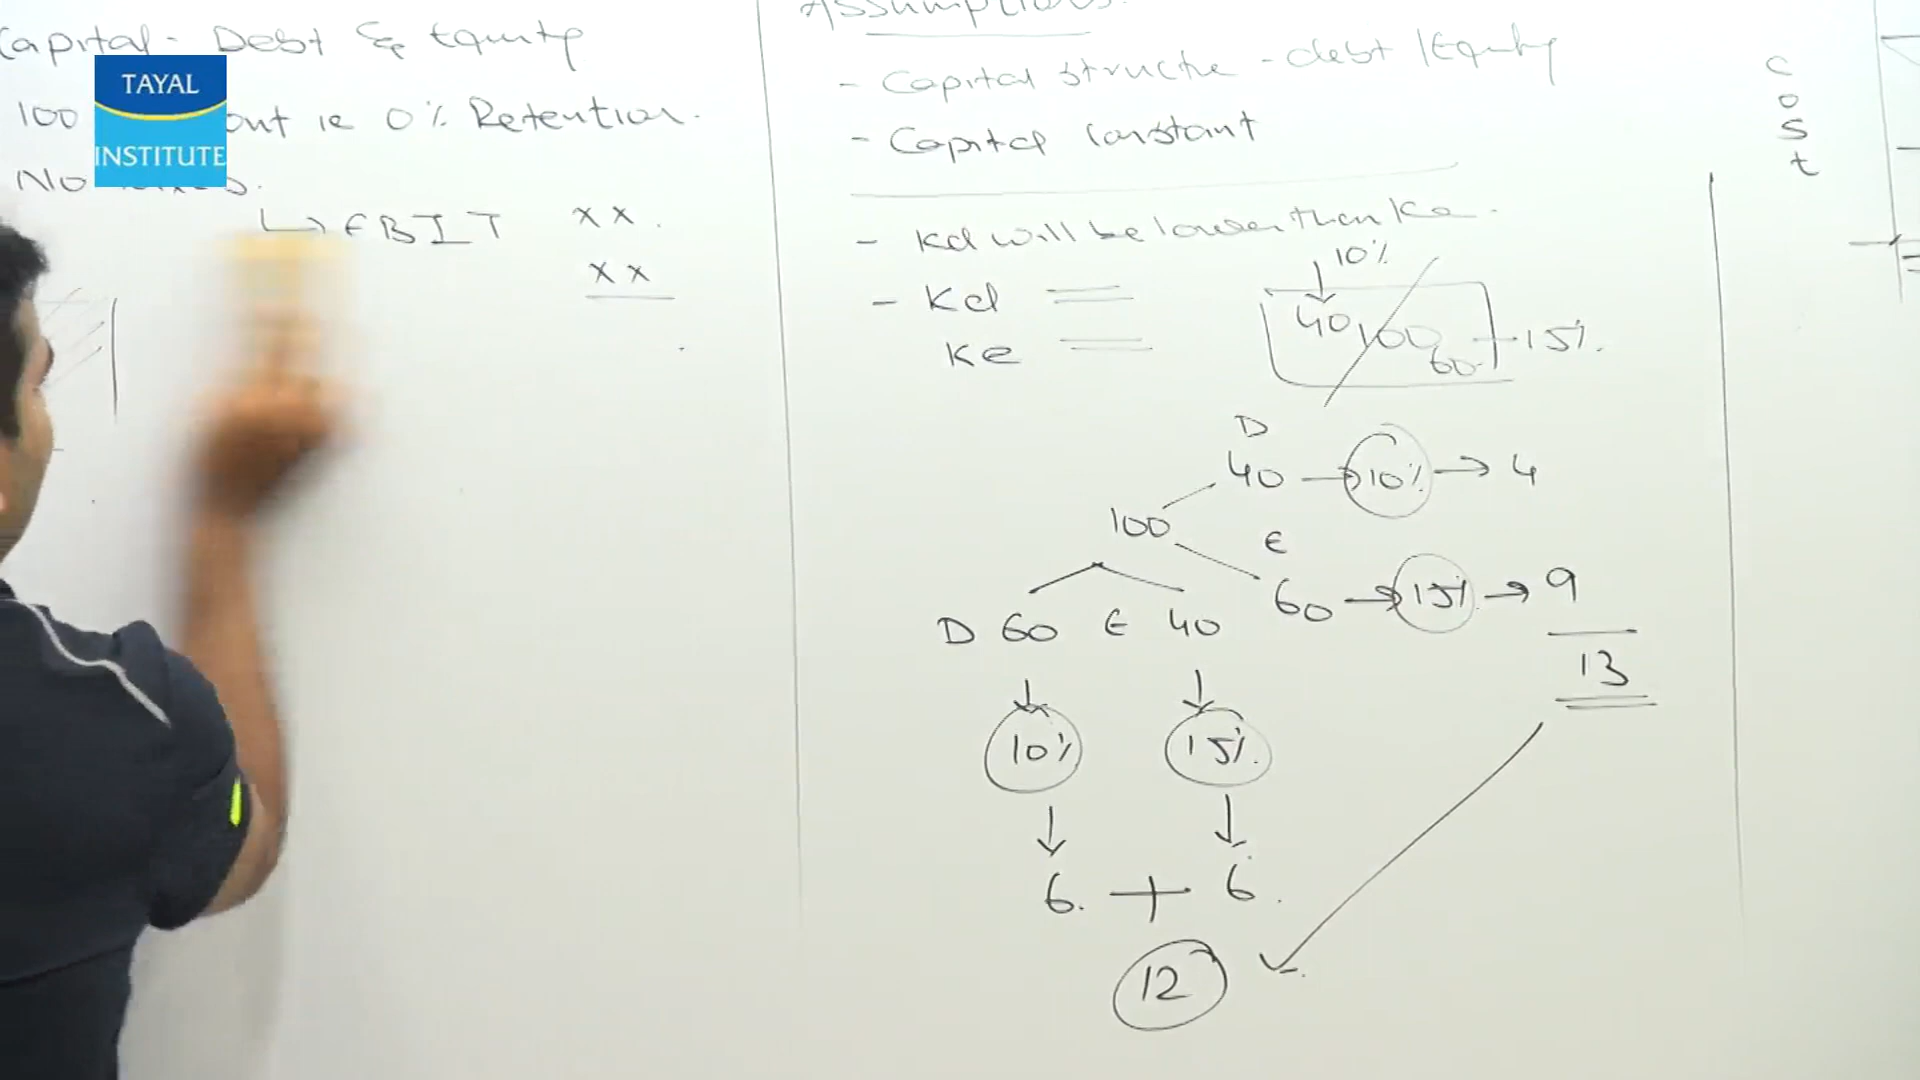 Capital - Debt & Equity
TAYAL
INSTITUTE
100 out ie 0% Retention.
No
↳ EBIT xx.
xx
Assumptions.
- Capital structure - debt / Equity
- Capital Constant
- Kd will be lower than Ke.
- Kd
Ke
10%
40 100 60 15%.
D
40 → 10% → 4
100
E
60 → 15% → 9
13
D 60 E 40
10% 15%.
6. + 6.
12
C
o
s
t